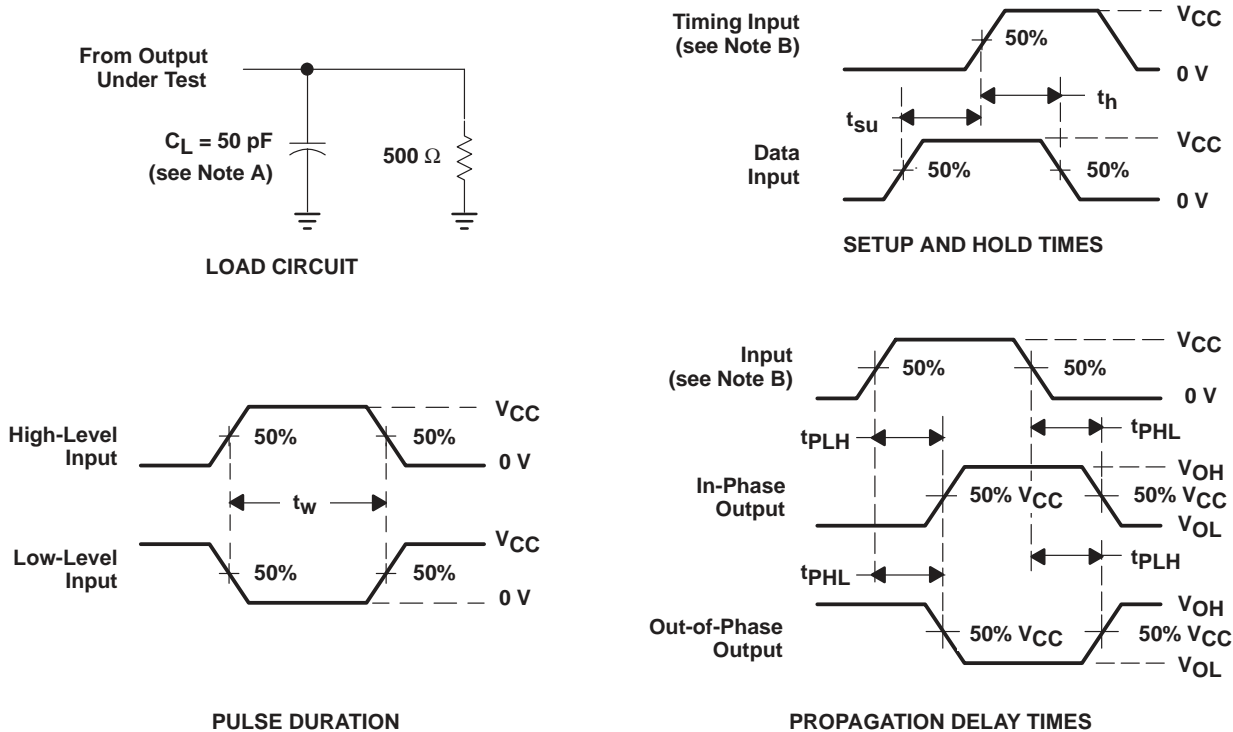 From Output
Under Test
CL = 50 pF
(see Note A)
500 Ω
LOAD CIRCUIT
Timing Input
(see Note B)
50%
VCC
0 V
th
tsu
Data
Input
50%
50%
VCC
0 V
SETUP AND HOLD TIMES
High-Level
Input
50%
50%
VCC
0 V
tw
Low-Level
Input
50%
50%
VCC
0 V
PULSE DURATION
Input
(see Note B)
50%
50%
VCC
0 V
tPLH
tPHL
In-Phase
Output
50% VCC
VOH
50% VCC
VOL
tPHL
tPLH
Out-of-Phase
Output
50% VCC
VOH
50% VCC
VOL
PROPAGATION DELAY TIMES